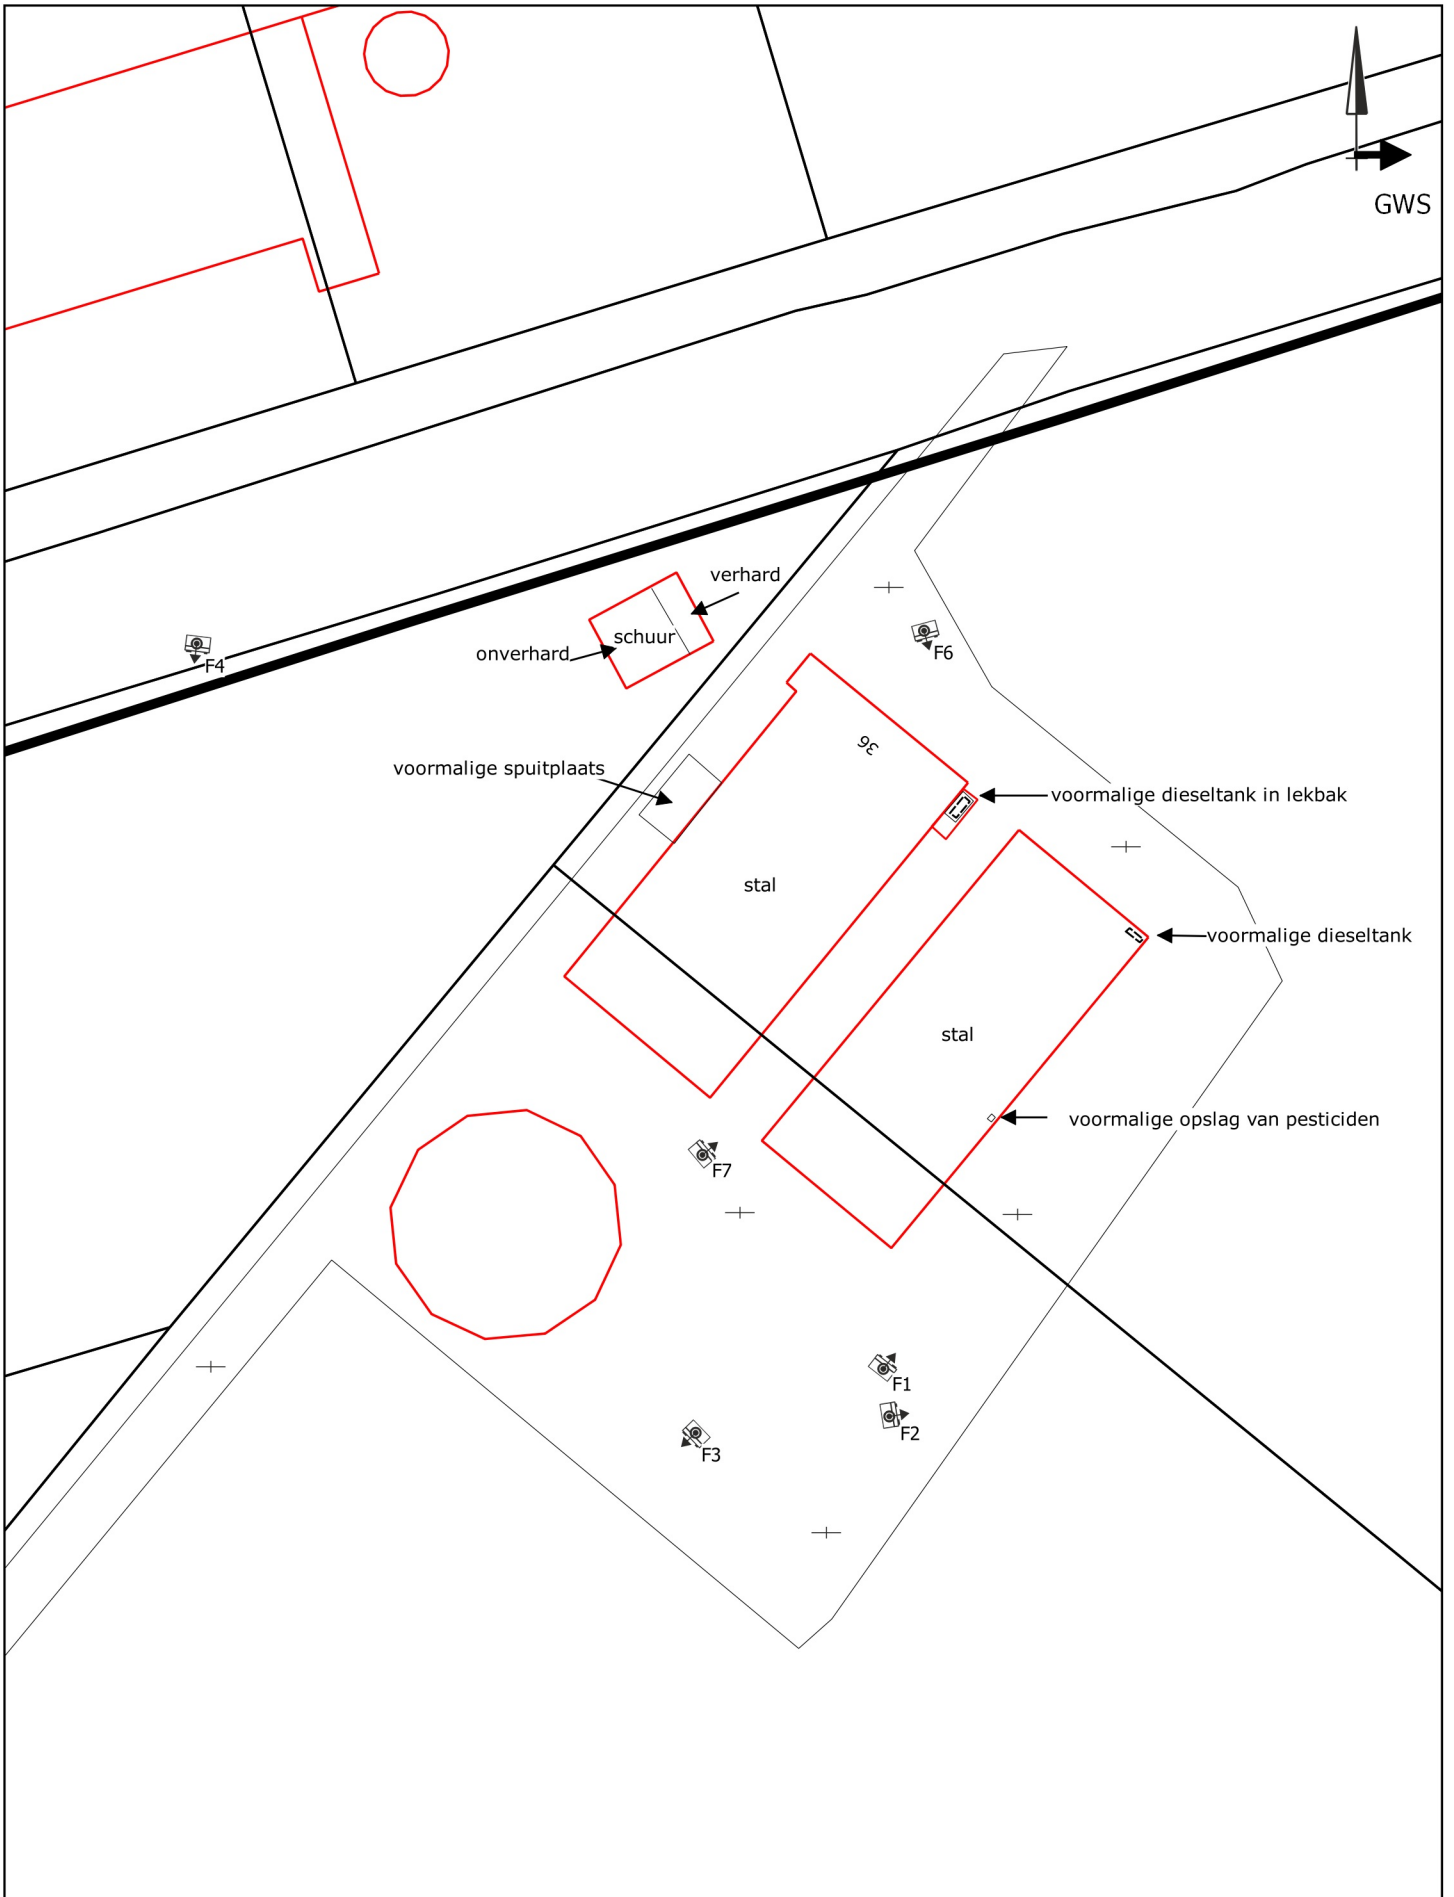 GWS
verhard
schuur
onverhard
F4
F6
36
voormalige spuitplaats
voormalige dieseltank in lekbak
stal
voormalige dieseltank
stal
voormalige opslag van pesticiden
F7
F1
F2
F3